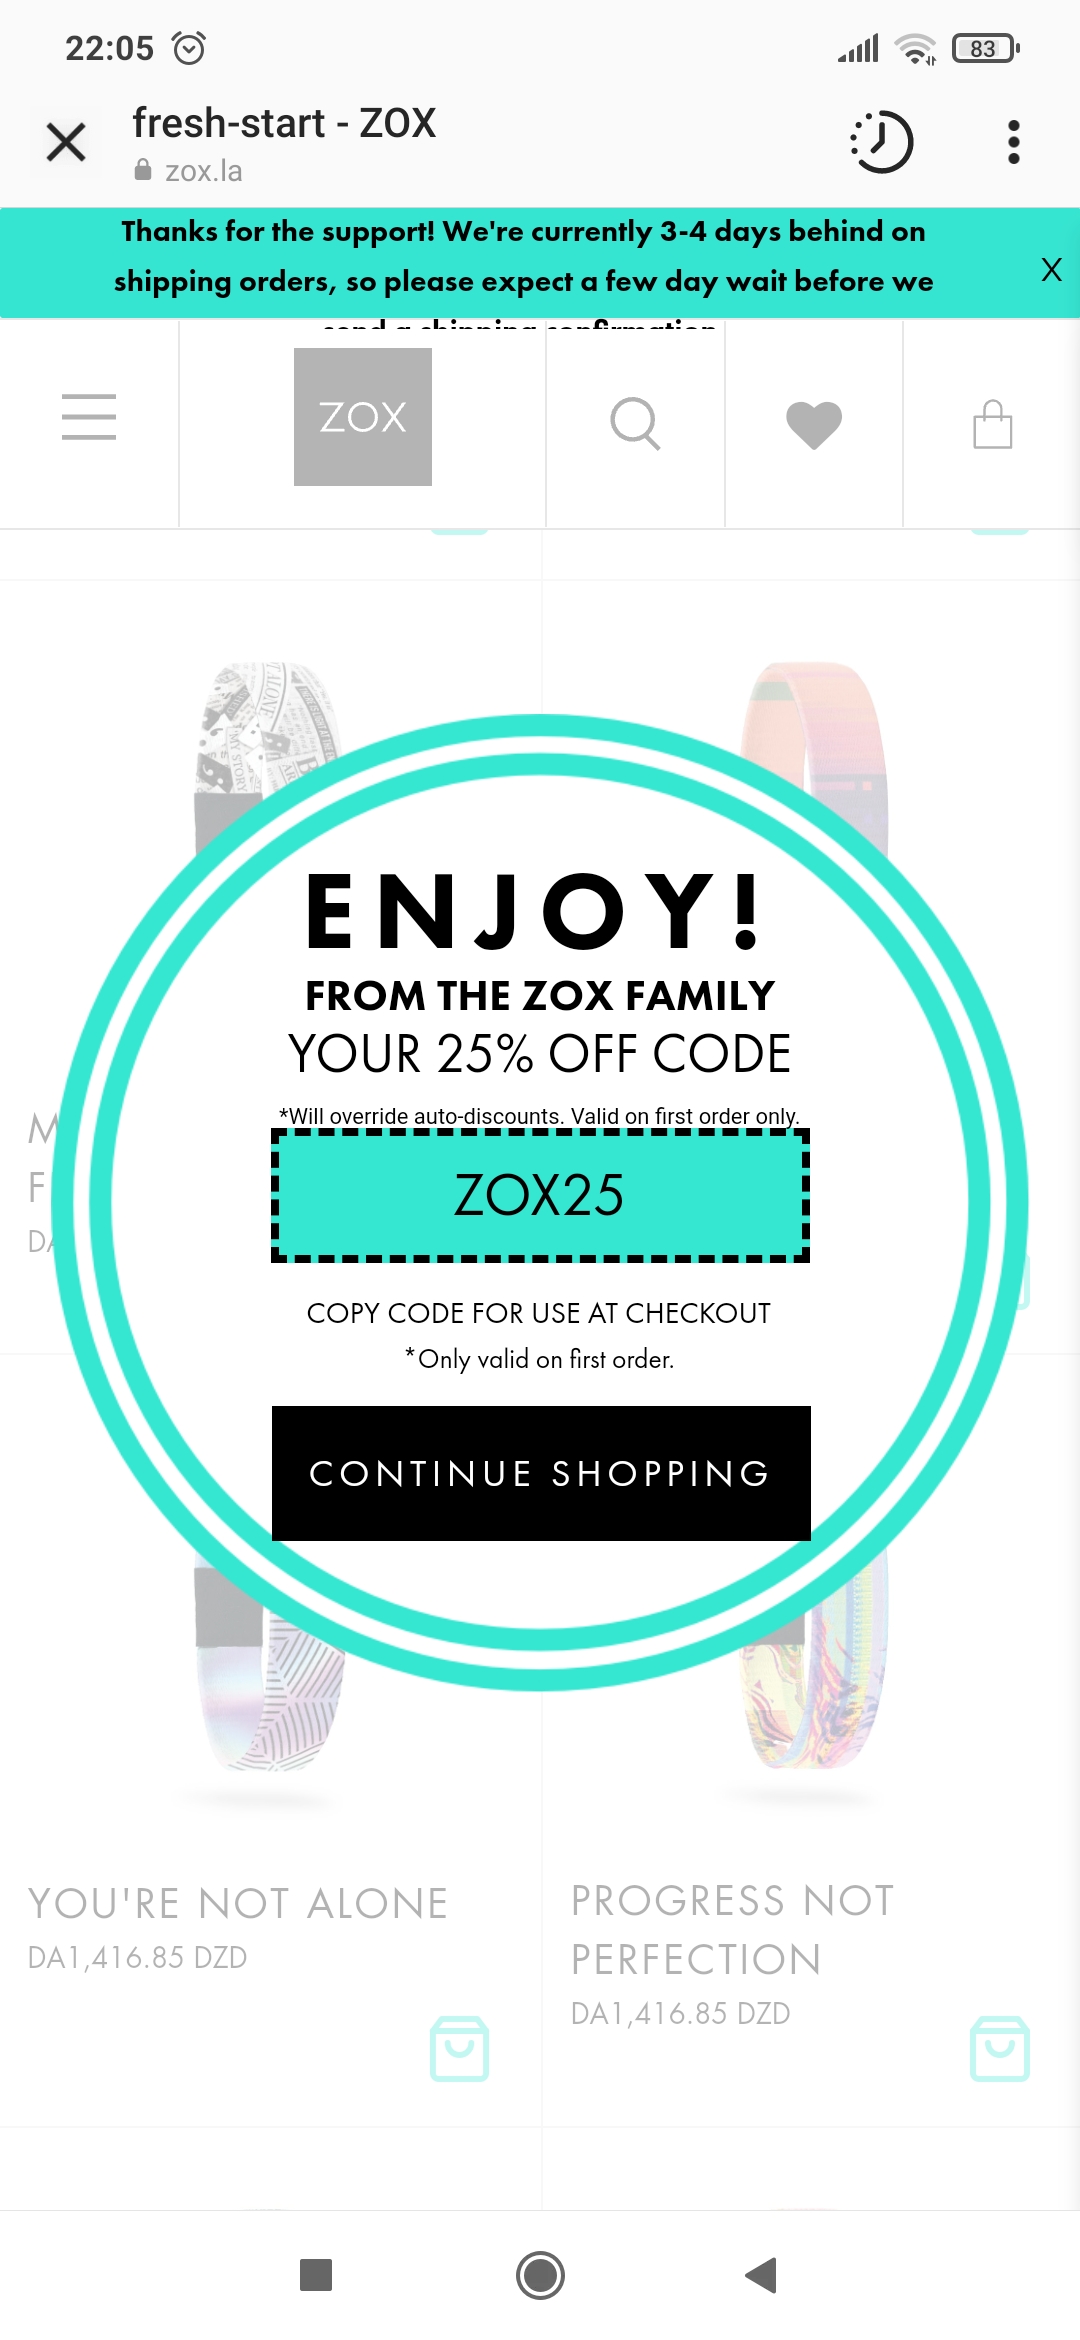 22:05
83
fresh-start - ZOX
zox.la
Thanks for the support! We're currently 3-4 days behind on
shipping orders, so please expect a few day wait before we
send a shipping confirmation
X
ZOX
ENJOY!
FROM THE ZOX FAMILY
YOUR 25% OFF CODE
*Will override auto-discounts. Valid on first order only.
ZOX25
COPY CODE FOR USE AT CHECKOUT
*Only valid on first order.
CONTINUE SHOPPING
M
F
DA
YOU'RE NOT ALONE
DA1,416.85 DZD
PROGRESS NOT
PERFECTION
DA1,416.85 DZD